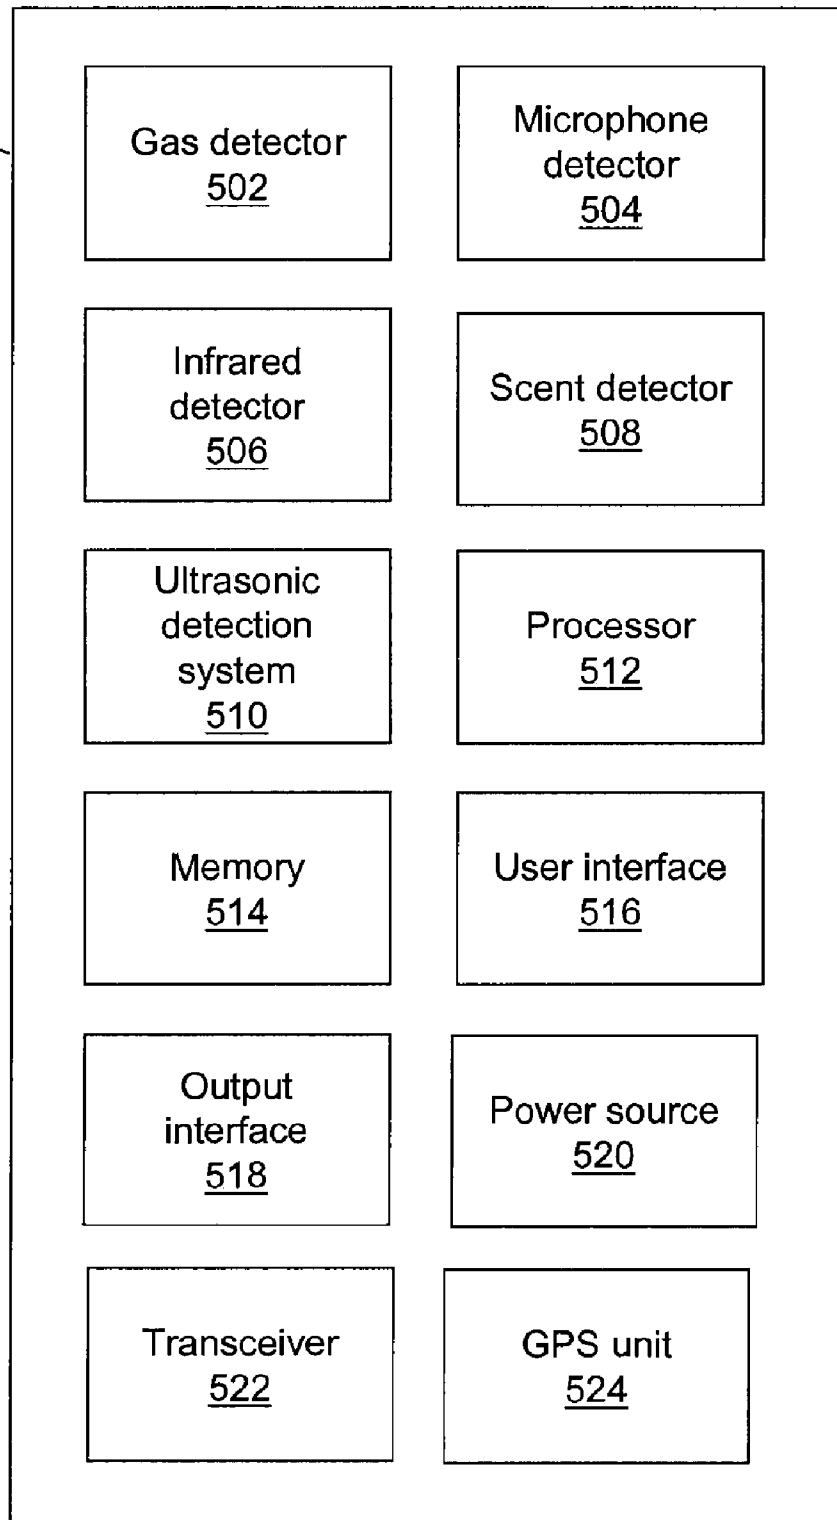 Gas detector
502
Microphone
detector
504
Infrared
detector
506
Scent detector
508
Ultrasonic
detection
system
510
Processor
512
Memory
514
User interface
516
Output
interface
518
Power source
520
Transceiver
522
GPS unit
524